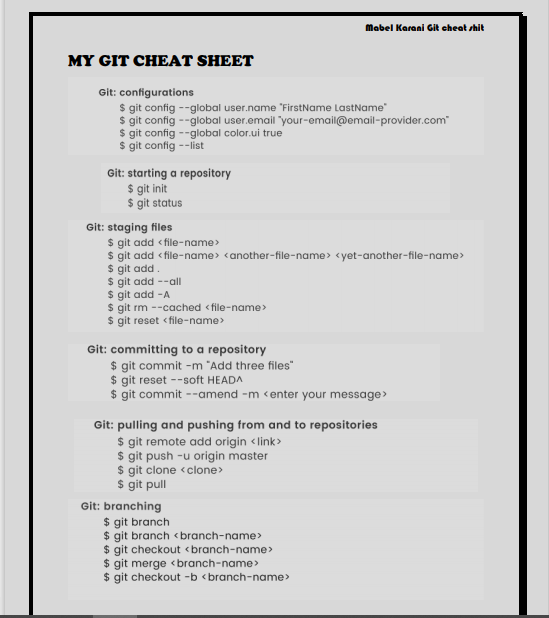 Mabel Karani Git cheat shit
MY GIT CHEAT SHEET
Git: configurations
$ git config --global user.name "FirstName LastName"
$ git config --global user.email "your-email@email-provider.com"
$ git config --global color.ui true
$ git config --list
Git: starting a repository
$ git init
$ git status
Git: staging files
$ git add <file-name>
$ git add <file-name> <another-file-name> <yet-another-file-name>
$ git add .
$ git add --all
$ git add -A
$ git rm --cached <file-name>
$ git reset <file-name>
Git: committing to a repository
$ git commit -m "Add three files"
$ git reset --soft HEAD^
$ git commit --amend -m <enter your message>
Git: pulling and pushing from and to repositories
$ git remote add origin <link>
$ git push -u origin master
$ git clone <clone>
$ git pull
Git: branching
$ git branch
$ git branch <branch-name>
$ git checkout <branch-name>
$ git merge <branch-name>
$ git checkout -b <branch-name>